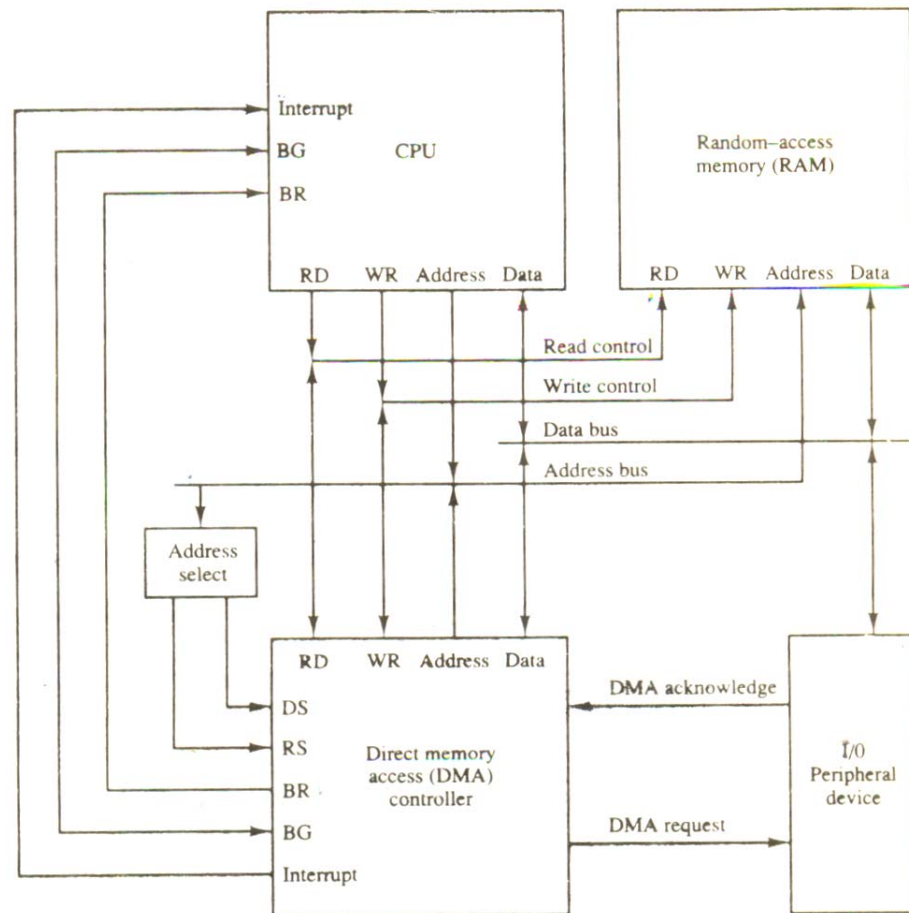 Interrupt
BG
CPU
BR
RD WR Address Data
Random-access
memory (RAM)
RD WR Address Data
Read control
Write control
Data bus
Address bus
Address
select
RD WR Address Data
DS
RS
BR
BG
Interrupt
Direct memory
access (DMA)
controller
DMA acknowledge
DMA request
I/0
Peripheral
device